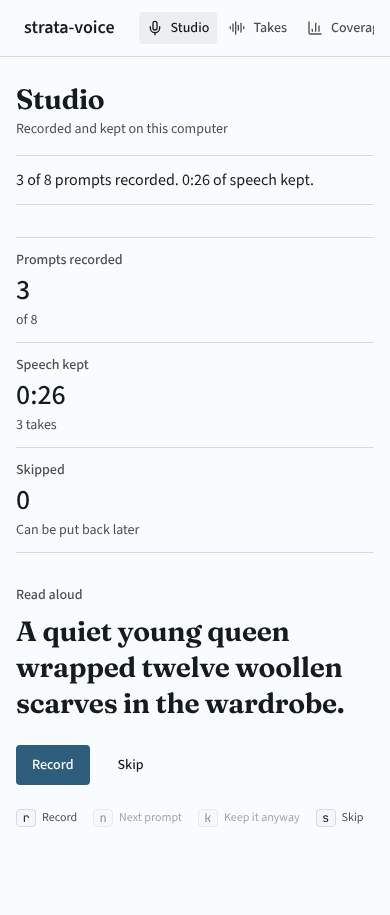 strata-voice Studio Takes Coverag
Studio
Recorded and kept on this computer
3 of 8 prompts recorded. 0:26 of speech kept.
Prompts recorded
3
of 8
Speech kept
0:26
3 takes
Skipped
0
Can be put back later
Read aloud
A quiet young queen
wrapped twelve woollen
scarves in the wardrobe.
Record Skip
r Record n Next prompt k Keep it anyway s Skip